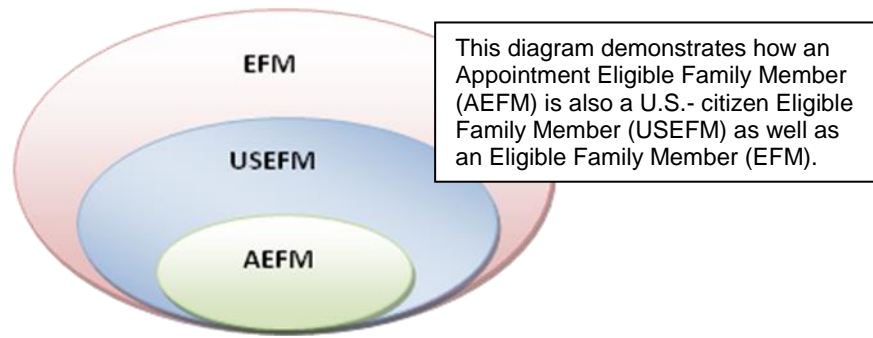 EFM
This diagram demonstrates how an
Appointment Eligible Family Member
(AEFM) is also a U.S.- citizen Eligible
Family Member (USEFM) as well as
an Eligible Family Member (EFM).
USEFM
AEFM